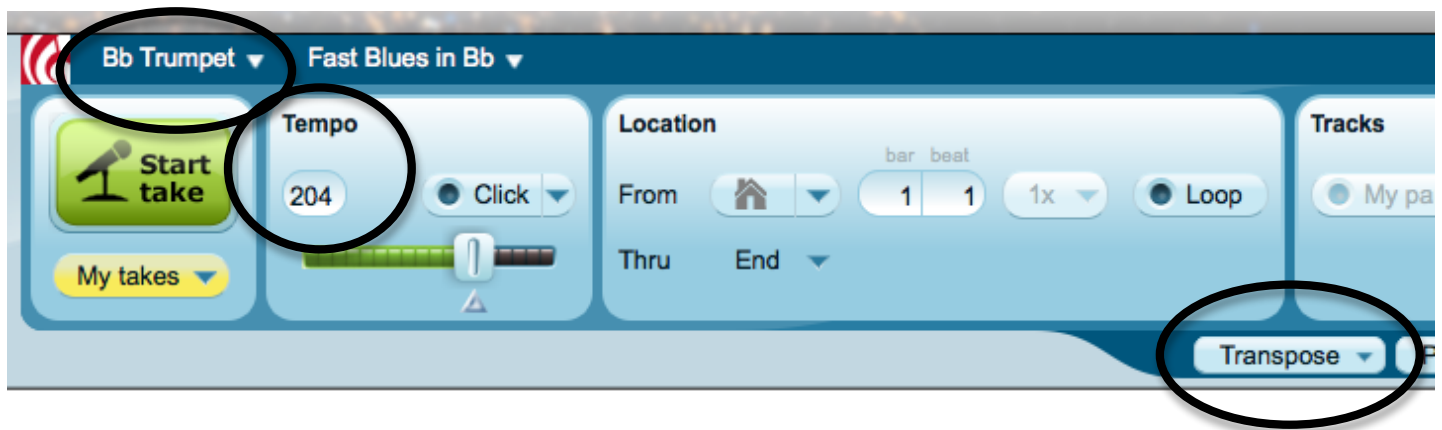 Bb Trumpet Fast Blues in Bb
Start
take
My takes
Tempo
204 Click
Location
bar beat
From 1 1 1x Loop
Thru End
Tracks
My pa
Transpose P